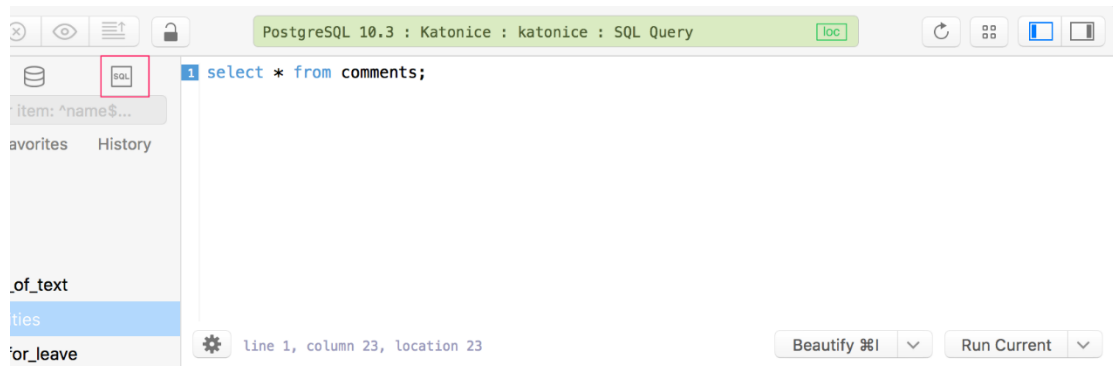 PostgreSQL 10.3 : Katonice : katonice : SQL Query loc
SQL
item: ^name$...
avorites History
1 select * from comments;
_of_text
ties
for_leave
line 1, column 23, location 23
Beautify ⌘I
Run Current